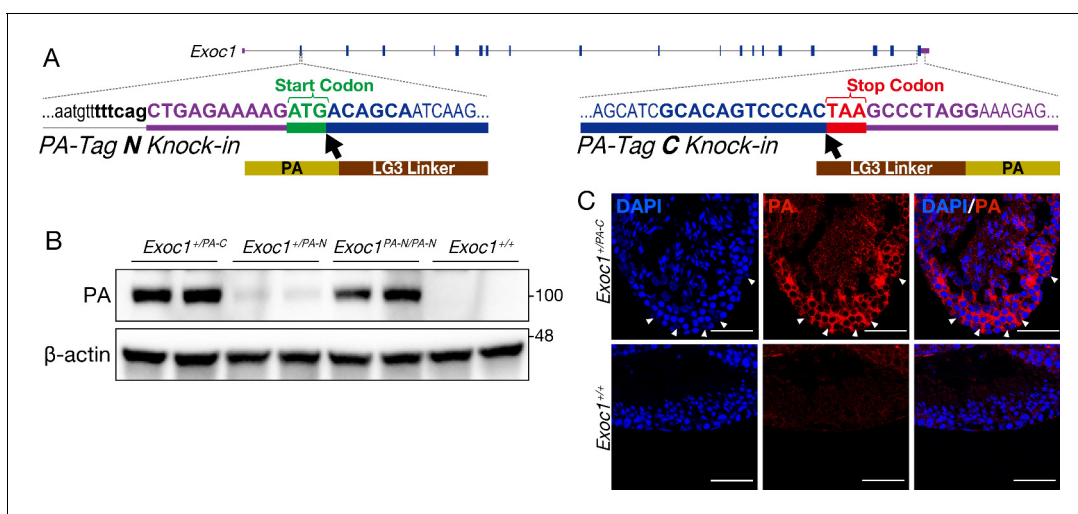 A
Exoc1
Start Codon
...aatgttttttcagCTGAGAAAAGATGACAGCAATCAAG...
PA-Tag N Knock-in
PA LG3 Linker
Stop Codon
...AGCATCGCACAGTCCCACTAAGCCCTAGGAAAGAG...
PA-Tag C Knock-in
LG3 Linker PA
B
Exoc1+/PA-C Exoc1+/PA-N Exoc1PA-N/PA-N Exoc1+/+
PA
-100
-48
β-actin
C
DAPI PA DAPI/PA
Exoc1+/PA-C
Exoc1+/+